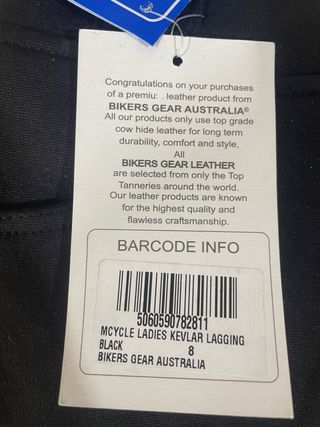 Congratulations on your purchases
of a premiu: . leather product from
BIKERS GEAR AUSTRALIA®
All our products only use top grade
cow hide leather for long term
durability, comfort and style,
All
BIKERS GEAR LEATHER
are selected from only the Top
Tanneries around the world.
Our leather products are known
for the highest quality and
flawless craftsmanship.
BARCODE INFO
5060590782811
MCYCLE LADIES KEVLAR LAGGING
BLACK 8
BIKERS GEAR AUSTRALIA